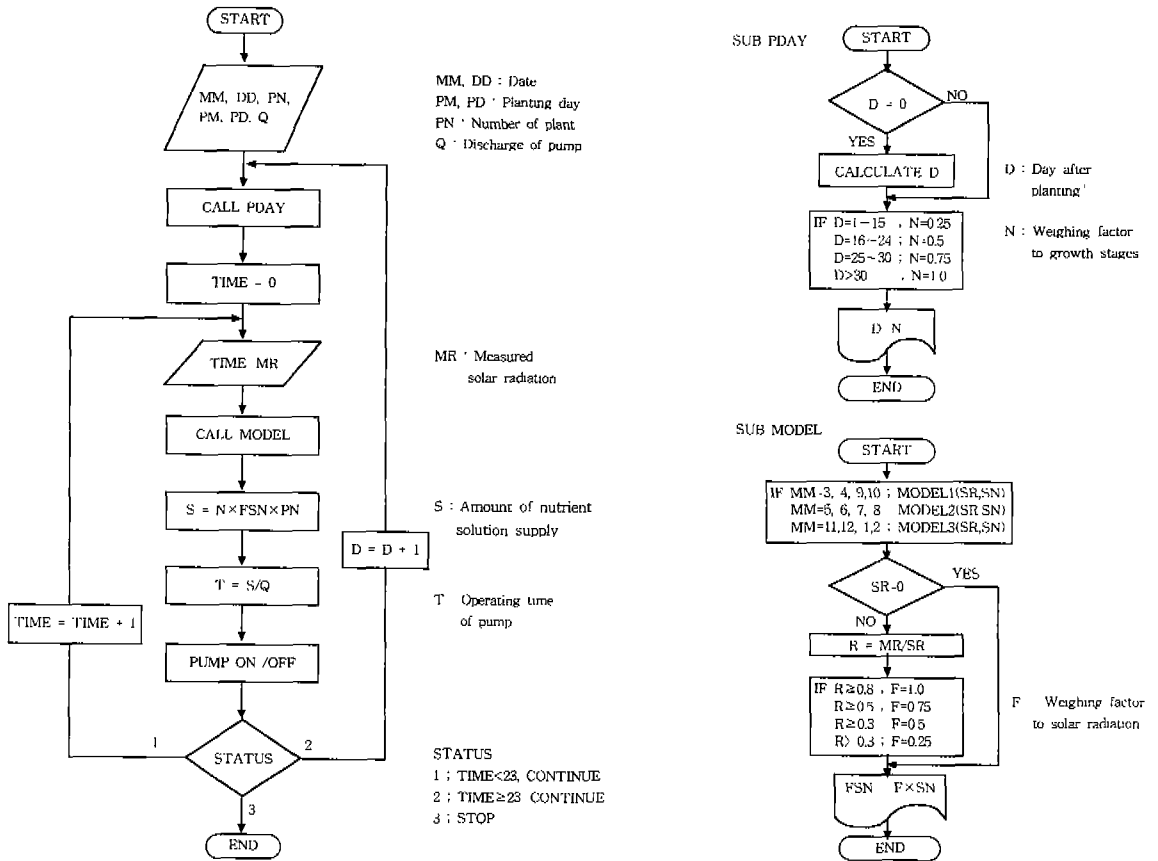 START
MM, DD, PN,
PM, PD. Q
MM, DD : Date
PM, PD ' Planting day
PN ' Number of plant
Q ' Discharge of pump
CALL PDAY
TIME - 0
TIME MR
MR ' Measured
solar radiation
CALL MODEL
S = N×FSN×PN
S : Amount of nutrient
solution supply
D = D + 1
T = S/Q
T Operating time
of pump
TIME = TIME + 1
PUMP ON /OFF
STATUS
1
2
3
STATUS
1 ; TIME<23, CONTINUE
2 ; TIME≥23 CONTINUE
3 ; STOP
END
SUB PDAY
START
D = 0
NO
YES
CALCULATE D
D : Day after
planting '
IF D=1-15 , N=0.25
D=16-24 ; N=0.5
D=25~30 ; N=0.75
D>30 , N=1.0
N : Weighing factor
to growth stages
D N
END
SUB MODEL
START
IF MM-3, 4, 9,10 ; MODEL1(SR,SN)
MM=5, 6, 7, 8 MODEL2(SR SN)
MM=11,12, 1,2 ; MODEL3(SR,SN)
SR-0
YES
NO
R = MR/SR
IF R≥0.8 , F=1.0
R≥0.5 , F=0.75
R≥0.3 F=0.5
R> 0.3 ; F=0.25
F Weighing factor
to solar radiation
FSN F×SN
END